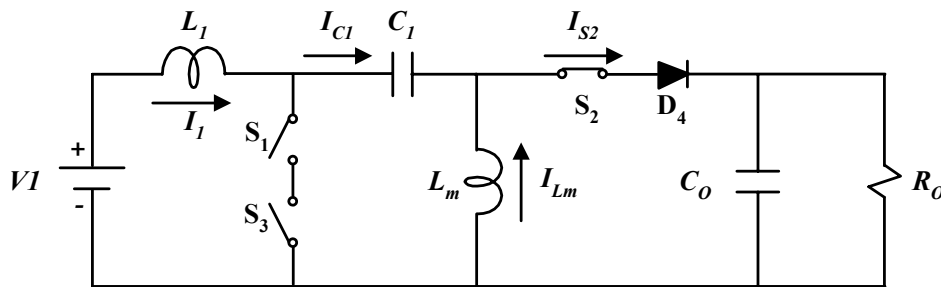 L1
IC1
C1
IS2
I1
S1
S2
D4
+
V1
-
S3
Lm
ILm
CO
RO